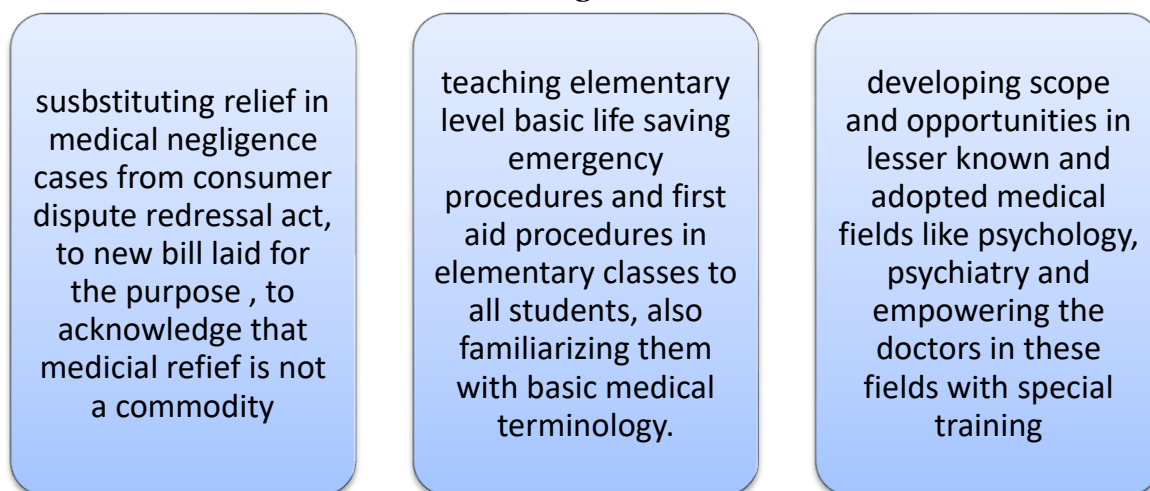 susbstituting relief in
medical negligence
cases from consumer
dispute redressal act,
to new bill laid for
the purpose , to
acknowledge that
medicial refief is not
a commodity
teaching elementary
level basic life saving
emergency
procedures and first
aid procedures in
elementary classes to
all students, also
familiarizing them
with basic medical
terminology.
developing scope
and opportunities in
lesser known and
adopted medical
fields like psychology,
psychiatry and
empowering the
doctors in these
fields with special
training